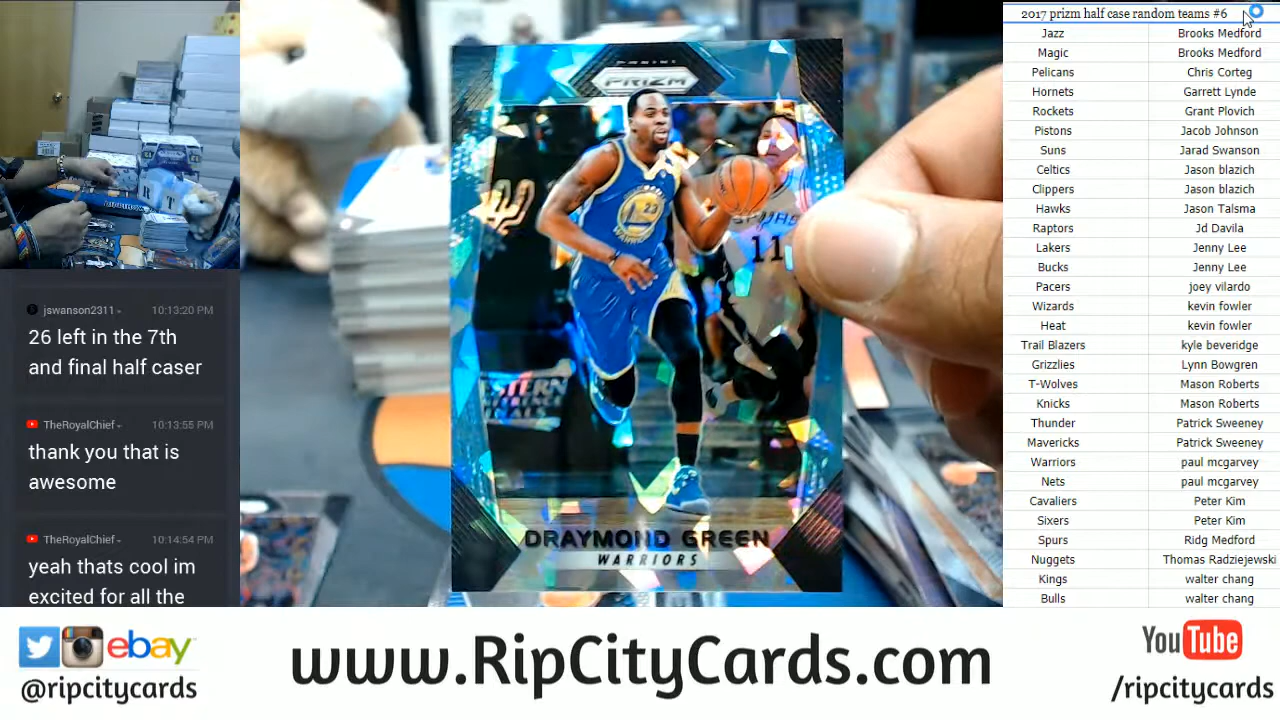 jswanson2311 10:13:20 PM
26 left in the 7th
and final half caser
TheRoyalChief 10:13:55 PM
thank you that is
awesome
TheRoyalChief 10:14:54 PM
yeah thats cool im
excited for all the
PANINI
PRIZM
23
WARRIORS
SPURS
11
DRAYMOND GREEN
WARRIORS
2017 prizm half case random teams #6
Jazz Brooks Medford
Magic Brooks Medford
Pelicans Chris Corteg
Hornets Garrett Lynde
Rockets Grant Plovich
Pistons Jacob Johnson
Suns Jarad Swanson
Celtics Jason blazich
Clippers Jason blazich
Hawks Jason Talsma
Raptors Jd Davila
Lakers Jenny Lee
Bucks Jenny Lee
Pacers joey vilardo
Wizards kevin fowler
Heat kevin fowler
Trail Blazers kyle beveridge
Grizzlies Lynn Bowgren
T-Wolves Mason Roberts
Knicks Mason Roberts
Thunder Patrick Sweeney
Mavericks Patrick Sweeney
Warriors paul mcgarvey
Nets paul mcgarvey
Cavaliers Peter Kim
Sixers Peter Kim
Spurs Ridg Medford
Nuggets Thomas Radziejewski
Kings walter chang
Bulls walter chang
ebay
@ripcitycards
www.RipCityCards.com
YouTube
/ripcitycards